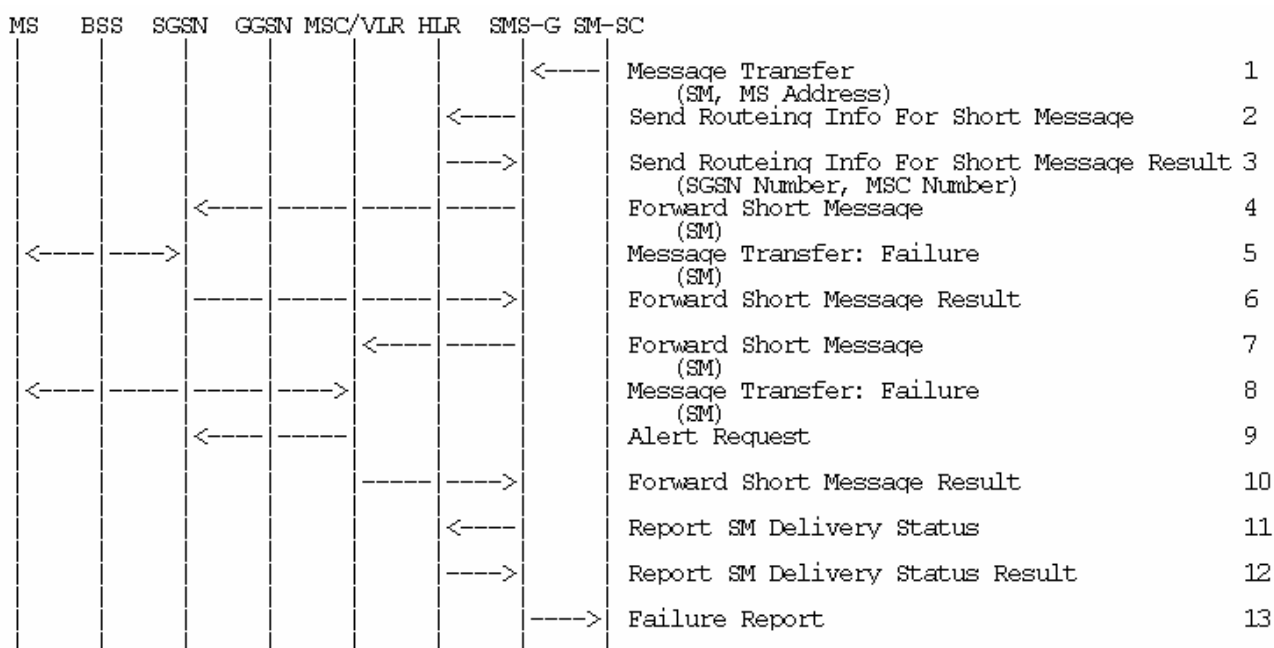 MS BSS SGSN GGSN MSC/VLR HLR SMS-G SM-SC
Message Transfer 1
(SM, MS Address)
Send Routeing Info For Short Message 2
Send Routeing Info For Short Message Result 3
(SGSN Number, MSC Number)
Forward Short Message 4
(SM)
Message Transfer: Failure 5
(SM)
Forward Short Message Result 6
Forward Short Message 7
(SM)
Message Transfer: Failure 8
(SM)
Alert Request 9
Forward Short Message Result 10
Report SM Delivery Status 11
Report SM Delivery Status Result 12
Failure Report 13